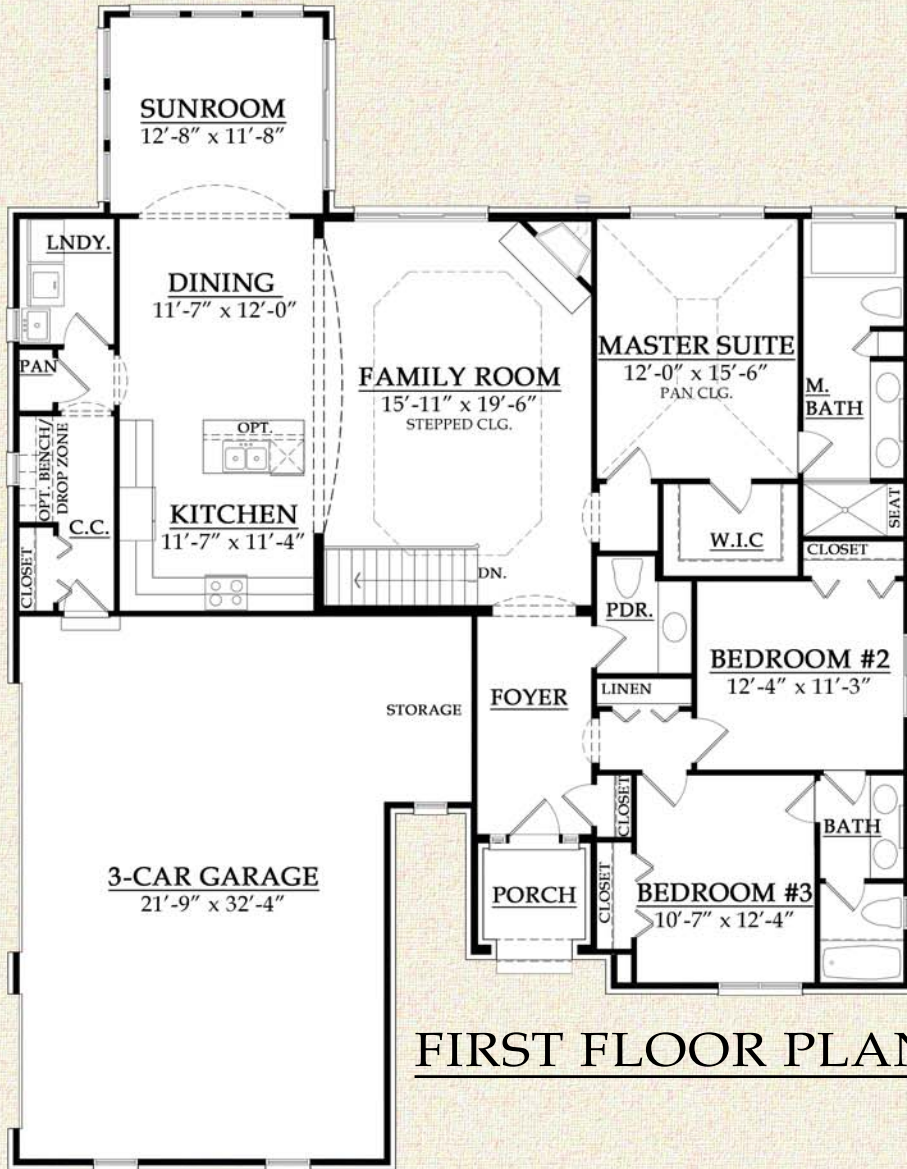 SUNROOM
12'-8" x 11'-8"
LNDY.
DINING
11'-7" x 12'-0"
PAN
FAMILY ROOM
15'-11" x 19'-6"
STEPPED CLG.
MASTER SUITE
12'-0" x 15'-6"
PAN CLG.
M.
BATH
OPT.
OPT. BENCH/
DROP ZONE
KITCHEN
11'-7" x 11'-4"
C.C.
CLOSET
W.I.C
SEAT
CLOSET
DN.
PDR.
BEDROOM #2
12'-4" x 11'-3"
LINEN
FOYER
STORAGE
CLOSET
BATH
3-CAR GARAGE
21'-9" x 32'-4"
PORCH
CLOSET
BEDROOM #3
10'-7" x 12'-4"
FIRST FLOOR PLAN